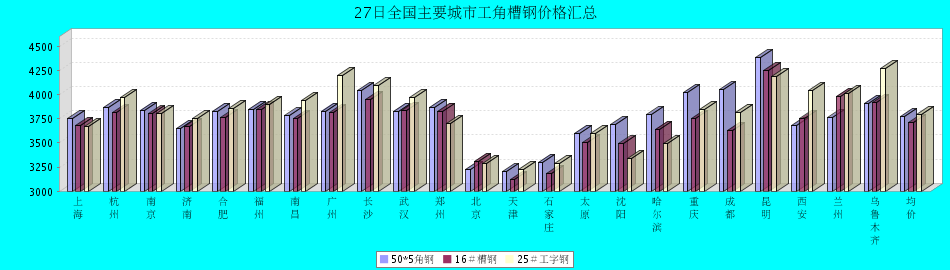 27日全国主要城市工角槽钢价格汇总
4500
4250
4000
3750
3500
3250
3000
上海
杭州
南京
济南
合肥
福州
南昌
广州
长沙
武汉
郑州
北京
天津
石家庄
太原
沈阳
哈尔滨
重庆
成都
昆明
西安
兰州
乌鲁木齐
均价
50*5角钢 16#槽钢 25#工字钢